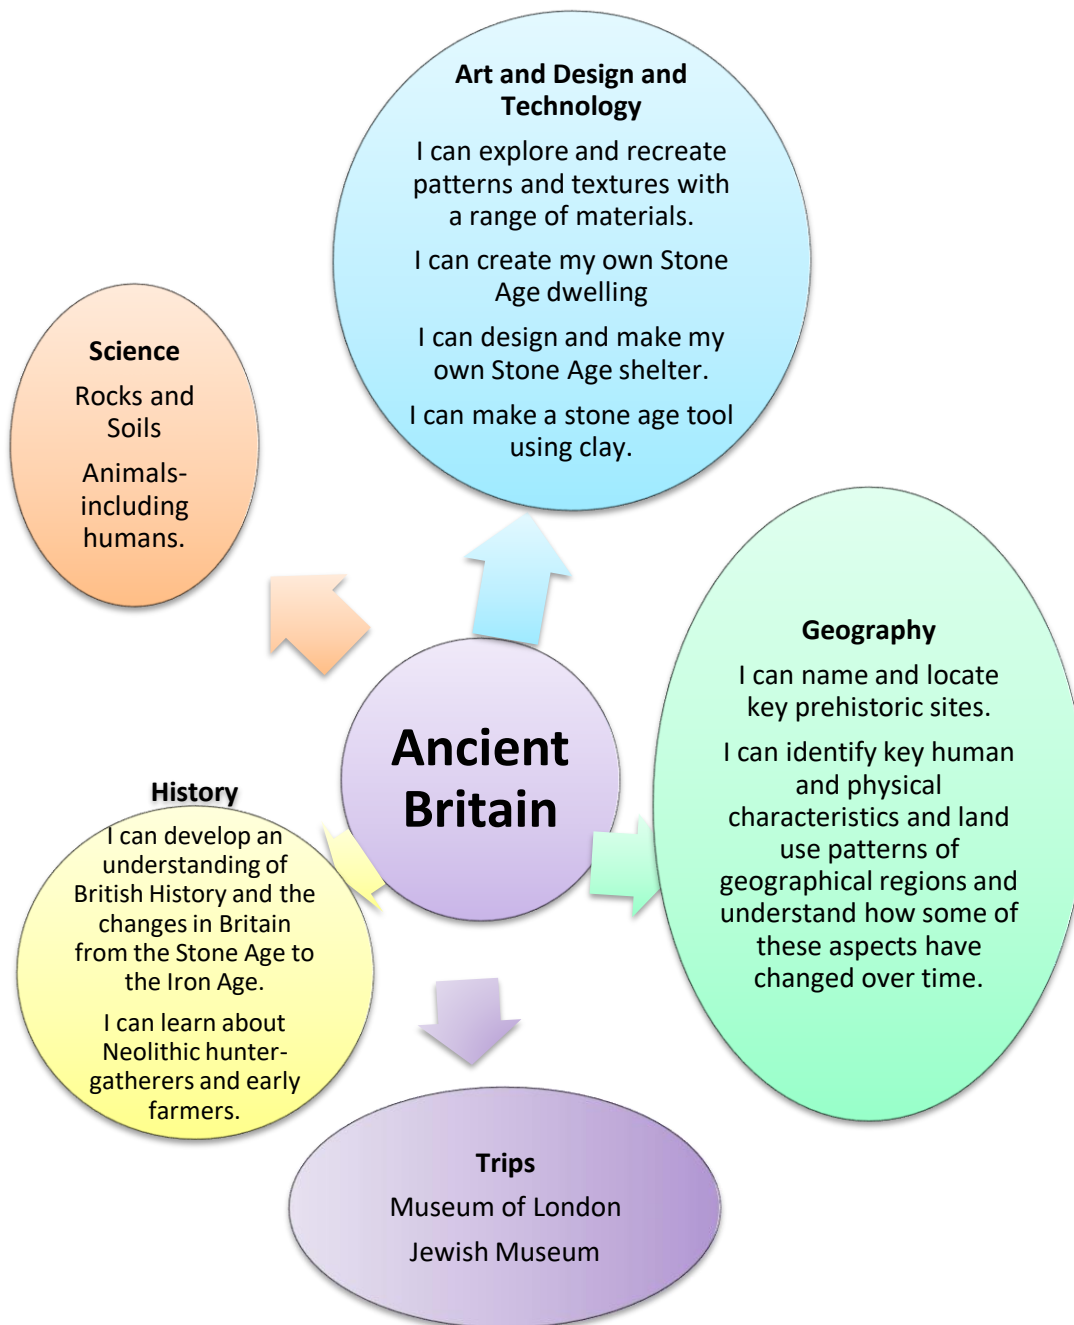 Art and Design and
Technology
I can explore and recreate
patterns and textures with
a range of materials.
I can create my own Stone
Age dwelling
I can design and make my
own Stone Age shelter.
I can make a stone age tool
using clay.
Science
Rocks and
Soils
Animals-
including
humans.
Geography
I can name and locate
key prehistoric sites.
I can identify key human
and physical
characteristics and land
use patterns of
geographical regions and
understand how some of
these aspects have
changed over time.
Ancient
Britain
History
I can develop an
understanding of
British History and the
changes in Britain
from the Stone Age to
the Iron Age.
I can learn about
Neolithic hunter-
gatherers and early
farmers.
Trips
Museum of London
Jewish Museum